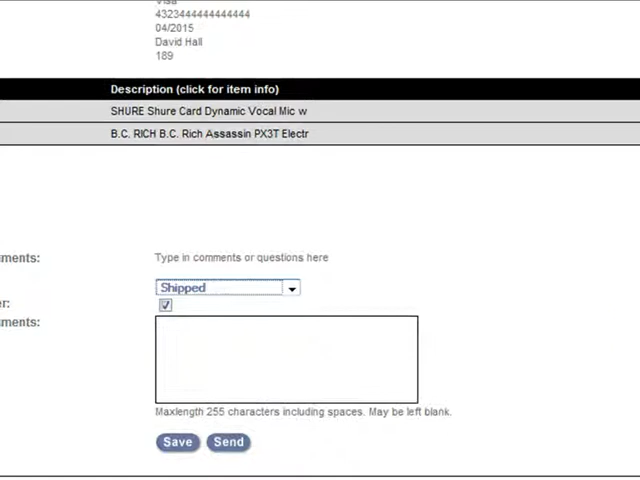 Visa
4323444444444444
04/2015
David Hall
189
Description (click for item info)
SHURE Shure Card Dynamic Vocal Mic w
B.C. RICH B.C. Rich Assassin PX3T Electr
ments: Type in comments or questions here
Shipped
er:
ments:
Maxlength 255 characters including spaces. May be left blank.
Save Send